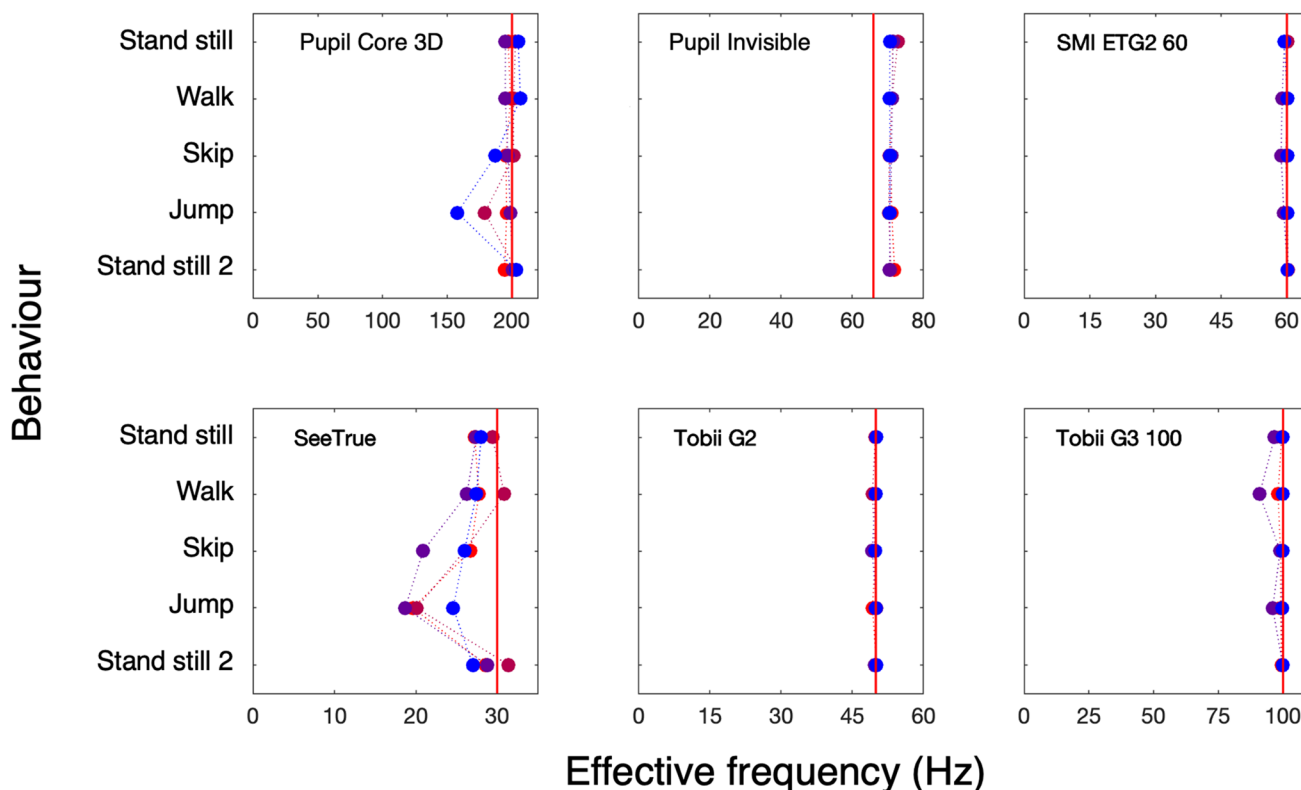 Behaviour
Pupil Core 3D
Stand still
Walk
Skip
Jump
Stand still 2
0 50 100 150 200
Pupil Invisible
0 20 40 60 80
SMI ETG2 60
0 15 30 45 60
SeeTrue
Stand still
Walk
Skip
Jump
Stand still 2
0 10 20 30
Tobii G2
0 15 30 45 60
Tobii G3 100
0 25 50 75 100
Effective frequency (Hz)